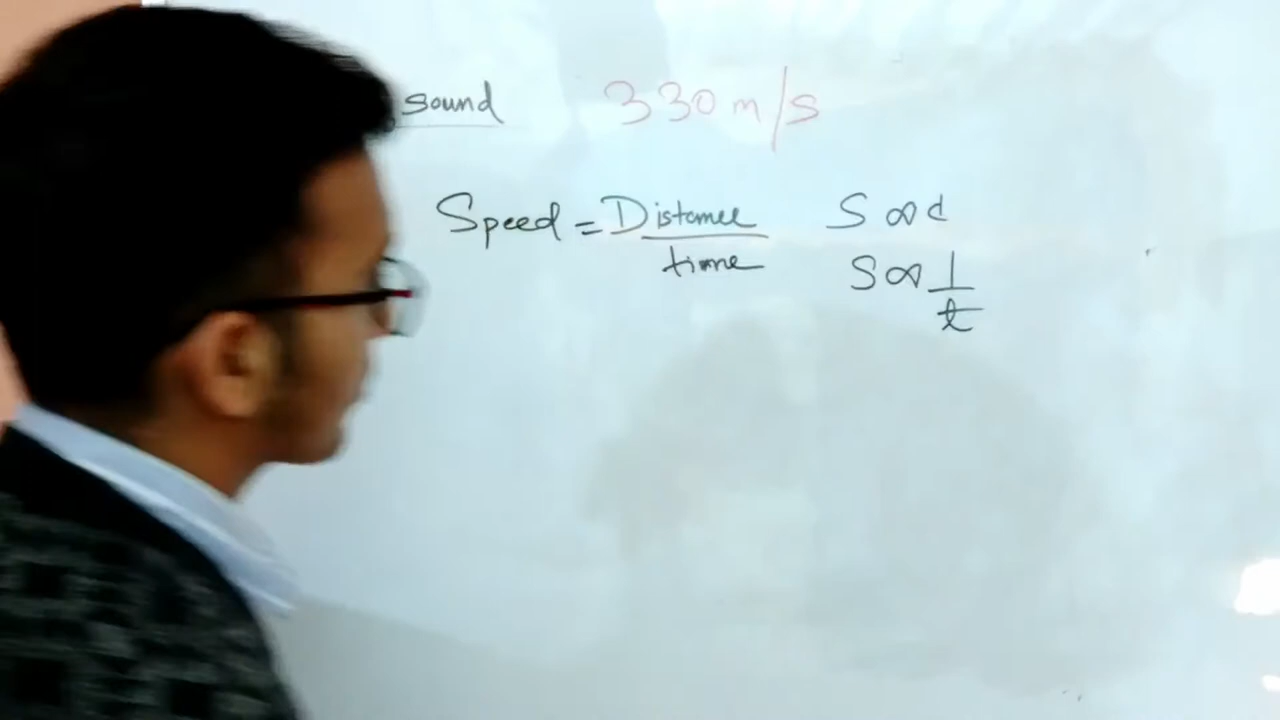 sound 330 m/s
Speed = Distance / time
S ∝ d
S ∝ 1/t